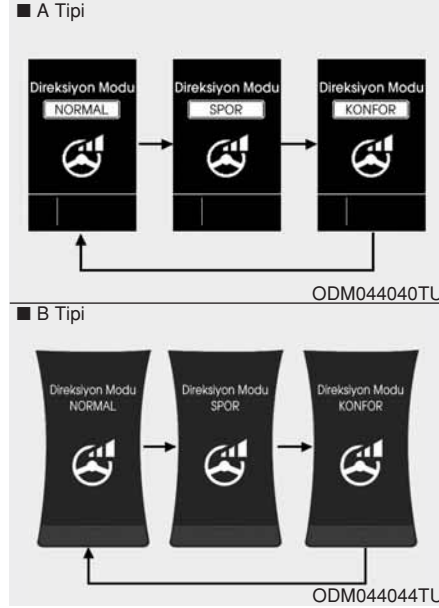 ■ A Tipi
Direksiyon Modu
NORMAL
Direksiyon Modu
SPOR
Direksiyon Modu
KONFOR
ODM044040TU
■ B Tipi
Direksiyon Modu
NORMAL
Direksiyon Modu
SPOR
Direksiyon Modu
KONFOR
ODM044044TU